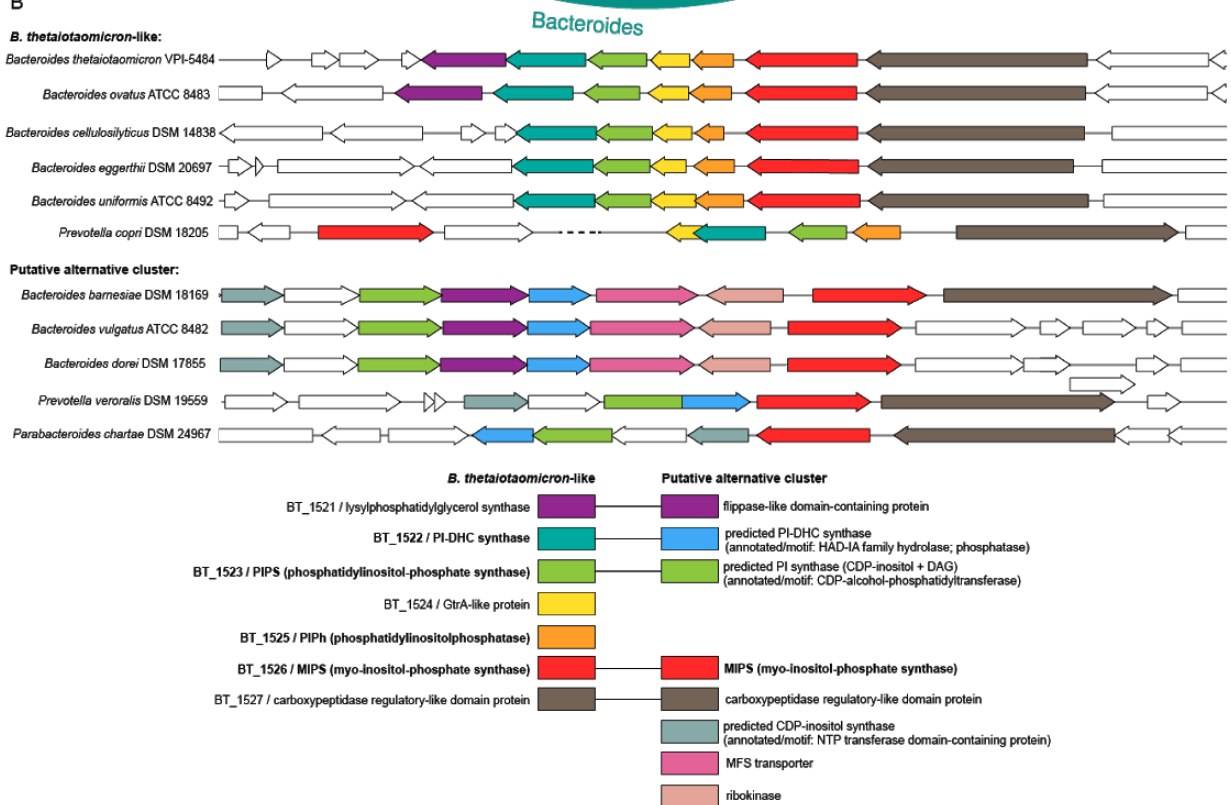 B
Bacteroides
B. thetaiotaomicron-like:
Bacteroides thetaiotaomicron VPI-5484
Bacteroides ovatus ATCC 8483
Bacteroides cellulosilyticus DSM 14838
Bacteroides eggerthii DSM 20697
Bacteroides uniformis ATCC 8492
Prevotella copri DSM 18205
Putative alternative cluster:
Bacteroides barnesiae DSM 18169
Bacteroides vulgatus ATCC 8482
Bacteroides dorei DSM 17855
Prevotella veroralis DSM 19559
Parabacteroides chartae DSM 24967
B. thetaiotaomicron-like Putative alternative cluster
BT_1521 / lysylphosphatidylglycerol synthase flippase-like domain-containing protein
BT_1522 / PI-DHC synthase predicted PI-DHC synthase
(annotated/motif: HAD-IA family hydrolase; phosphatase)
BT_1523 / PIPS (phosphatidylinositol-phosphate synthase) predicted PI synthase (CDP-inositol + DAG)
(annotated/motif: CDP-alcohol-phosphatidyltransferase)
BT_1524 / GtrA-like protein
BT_1525 / PIPh (phosphatidylinositolphosphatase)
BT_1526 / MIPS (myo-inositol-phosphate synthase) MIPS (myo-inositol-phosphate synthase)
BT_1527 / carboxypeptidase regulatory-like domain protein carboxypeptidase regulatory-like domain protein
predicted CDP-inositol synthase
(annotated/motif: NTP transferase domain-containing protein)
MFS transporter
ribokinase